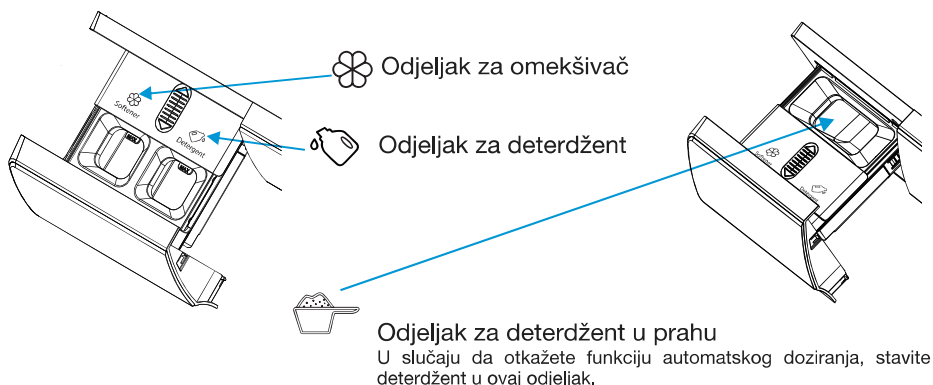 Odjeljak za omekšivač
Softener
Detergent
Odjeljak za deterdžent
Softener
Odjeljak za deterdžent u prahu
U slučaju da otkažete funkciju automatskog doziranja, stavite
deterdžent u ovaj odjeljak.